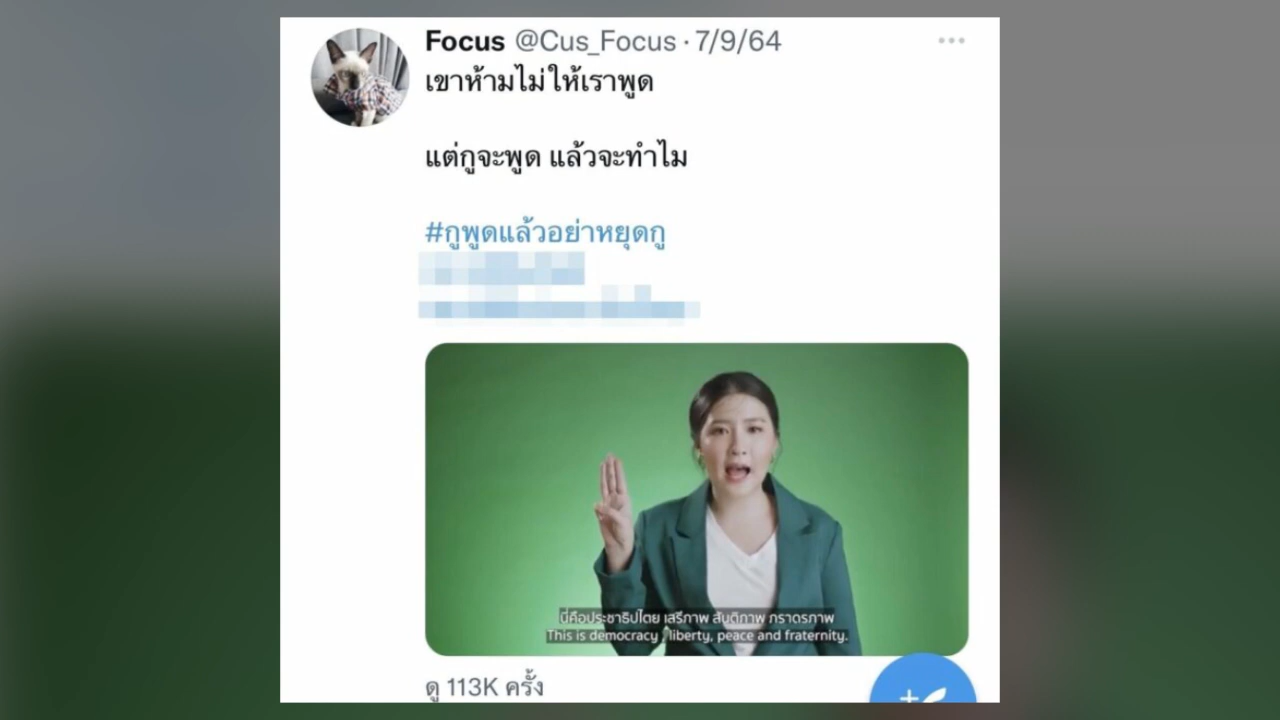 Focus @Cus_Focus · 7/9/64
เขาห้ามไม่ให้เราพูด
แต่กูจะพูด แล้วจะทำไม
#กูพูดแล้วอย่าหยุดกู
นี่คือประชาธิปไตย เสรีภาพ สันติภาพ ภราดรภาพ
This is democracy , liberty, peace and fraternity.
ดู 113K ครั้ง